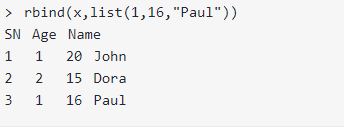 > rbind(x,list(1,16,"Paul"))
SN Age Name
1 1 20 John
2 2 15 Dora
3 1 16 Paul